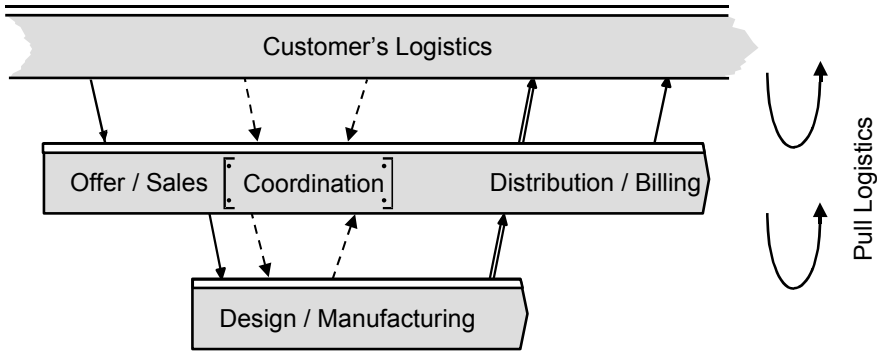 Customer’s Logistics
Offer / Sales
Coordination
Distribution / Billing
Design / Manufacturing
Pull Logistics